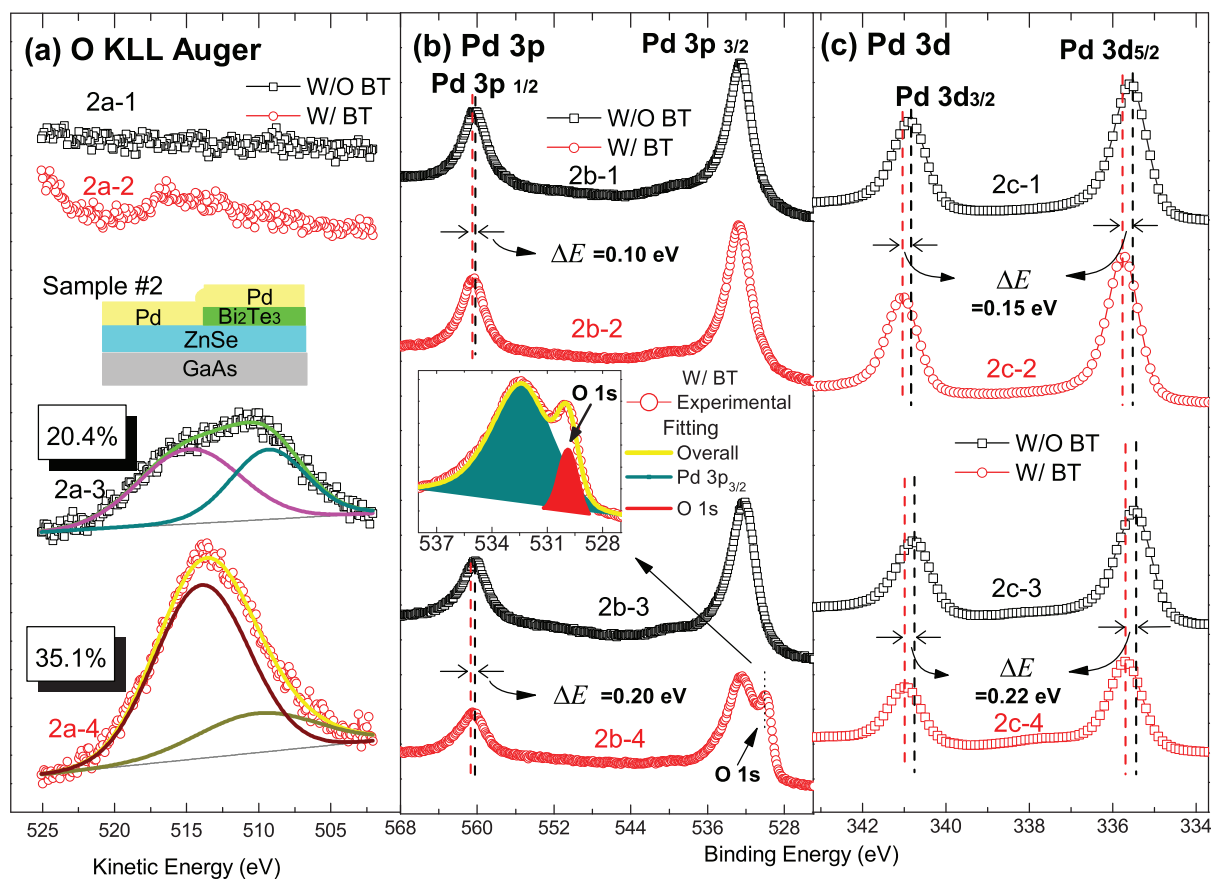 (a) O KLL Auger
W/O BT
W/ BT
2a-1
2a-2
Sample #2
Pd
Pd
Bi2Te3
ZnSe
GaAs
20.4%
2a-3
35.1%
2a-4
525 520 515 510 505
Kinetic Energy (eV)
(b) Pd 3p
Pd 3p 3/2
Pd 3p 1/2
W/O BT
W/ BT
2b-1
ΔE =0.10 eV
2b-2
W/ BT
O 1s
Experimental
Fitting
Overall
Pd 3p3/2
O 1s
537 534 531 528
2b-3
ΔE =0.20 eV
2b-4
O 1s
568 560 552 544 536 528
(c) Pd 3d
Pd 3d5/2
Pd 3d3/2
W/O BT
W/ BT
2c-1
ΔE
=0.15 eV
2c-2
W/O BT
W/ BT
2c-3
ΔE
=0.22 eV
2c-4
342 340 338 336 334
Binding Energy (eV)